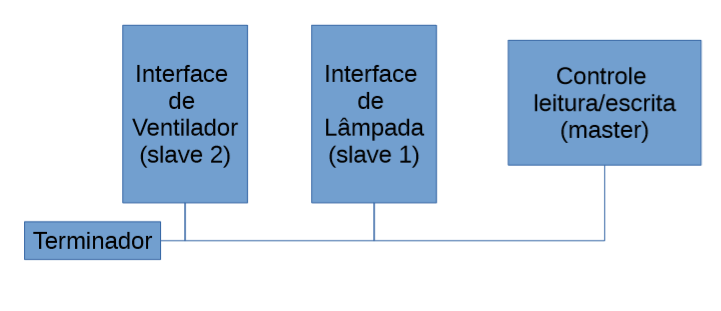 Interface
de
Ventilador
(slave 2)
Interface
de
Lâmpada
(slave 1)
Controle
leitura/escrita
(master)
Terminador